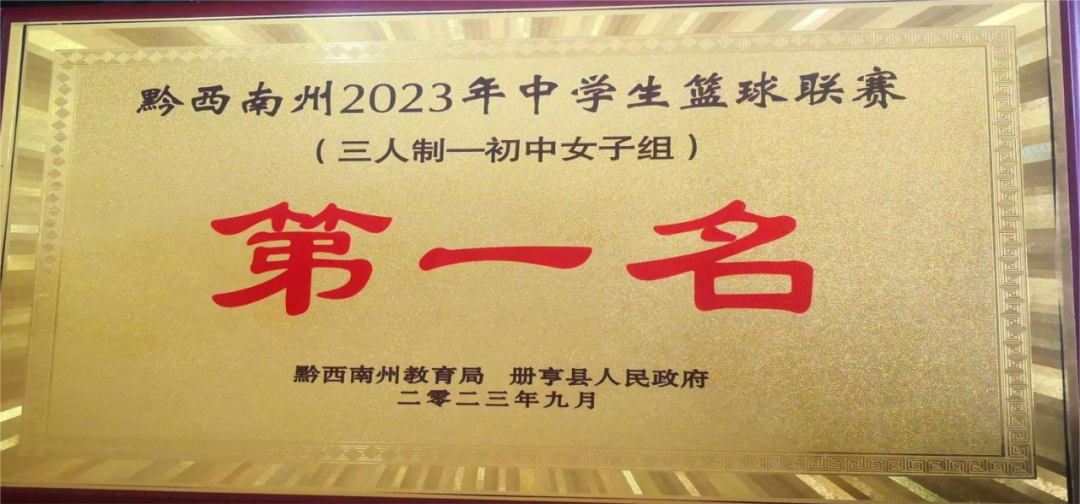 黔西南州2023年中学生篮球联赛
（三人制—初中女子组）
第一名
黔西南州教育局 册亨县人民政府
二零二三年九月